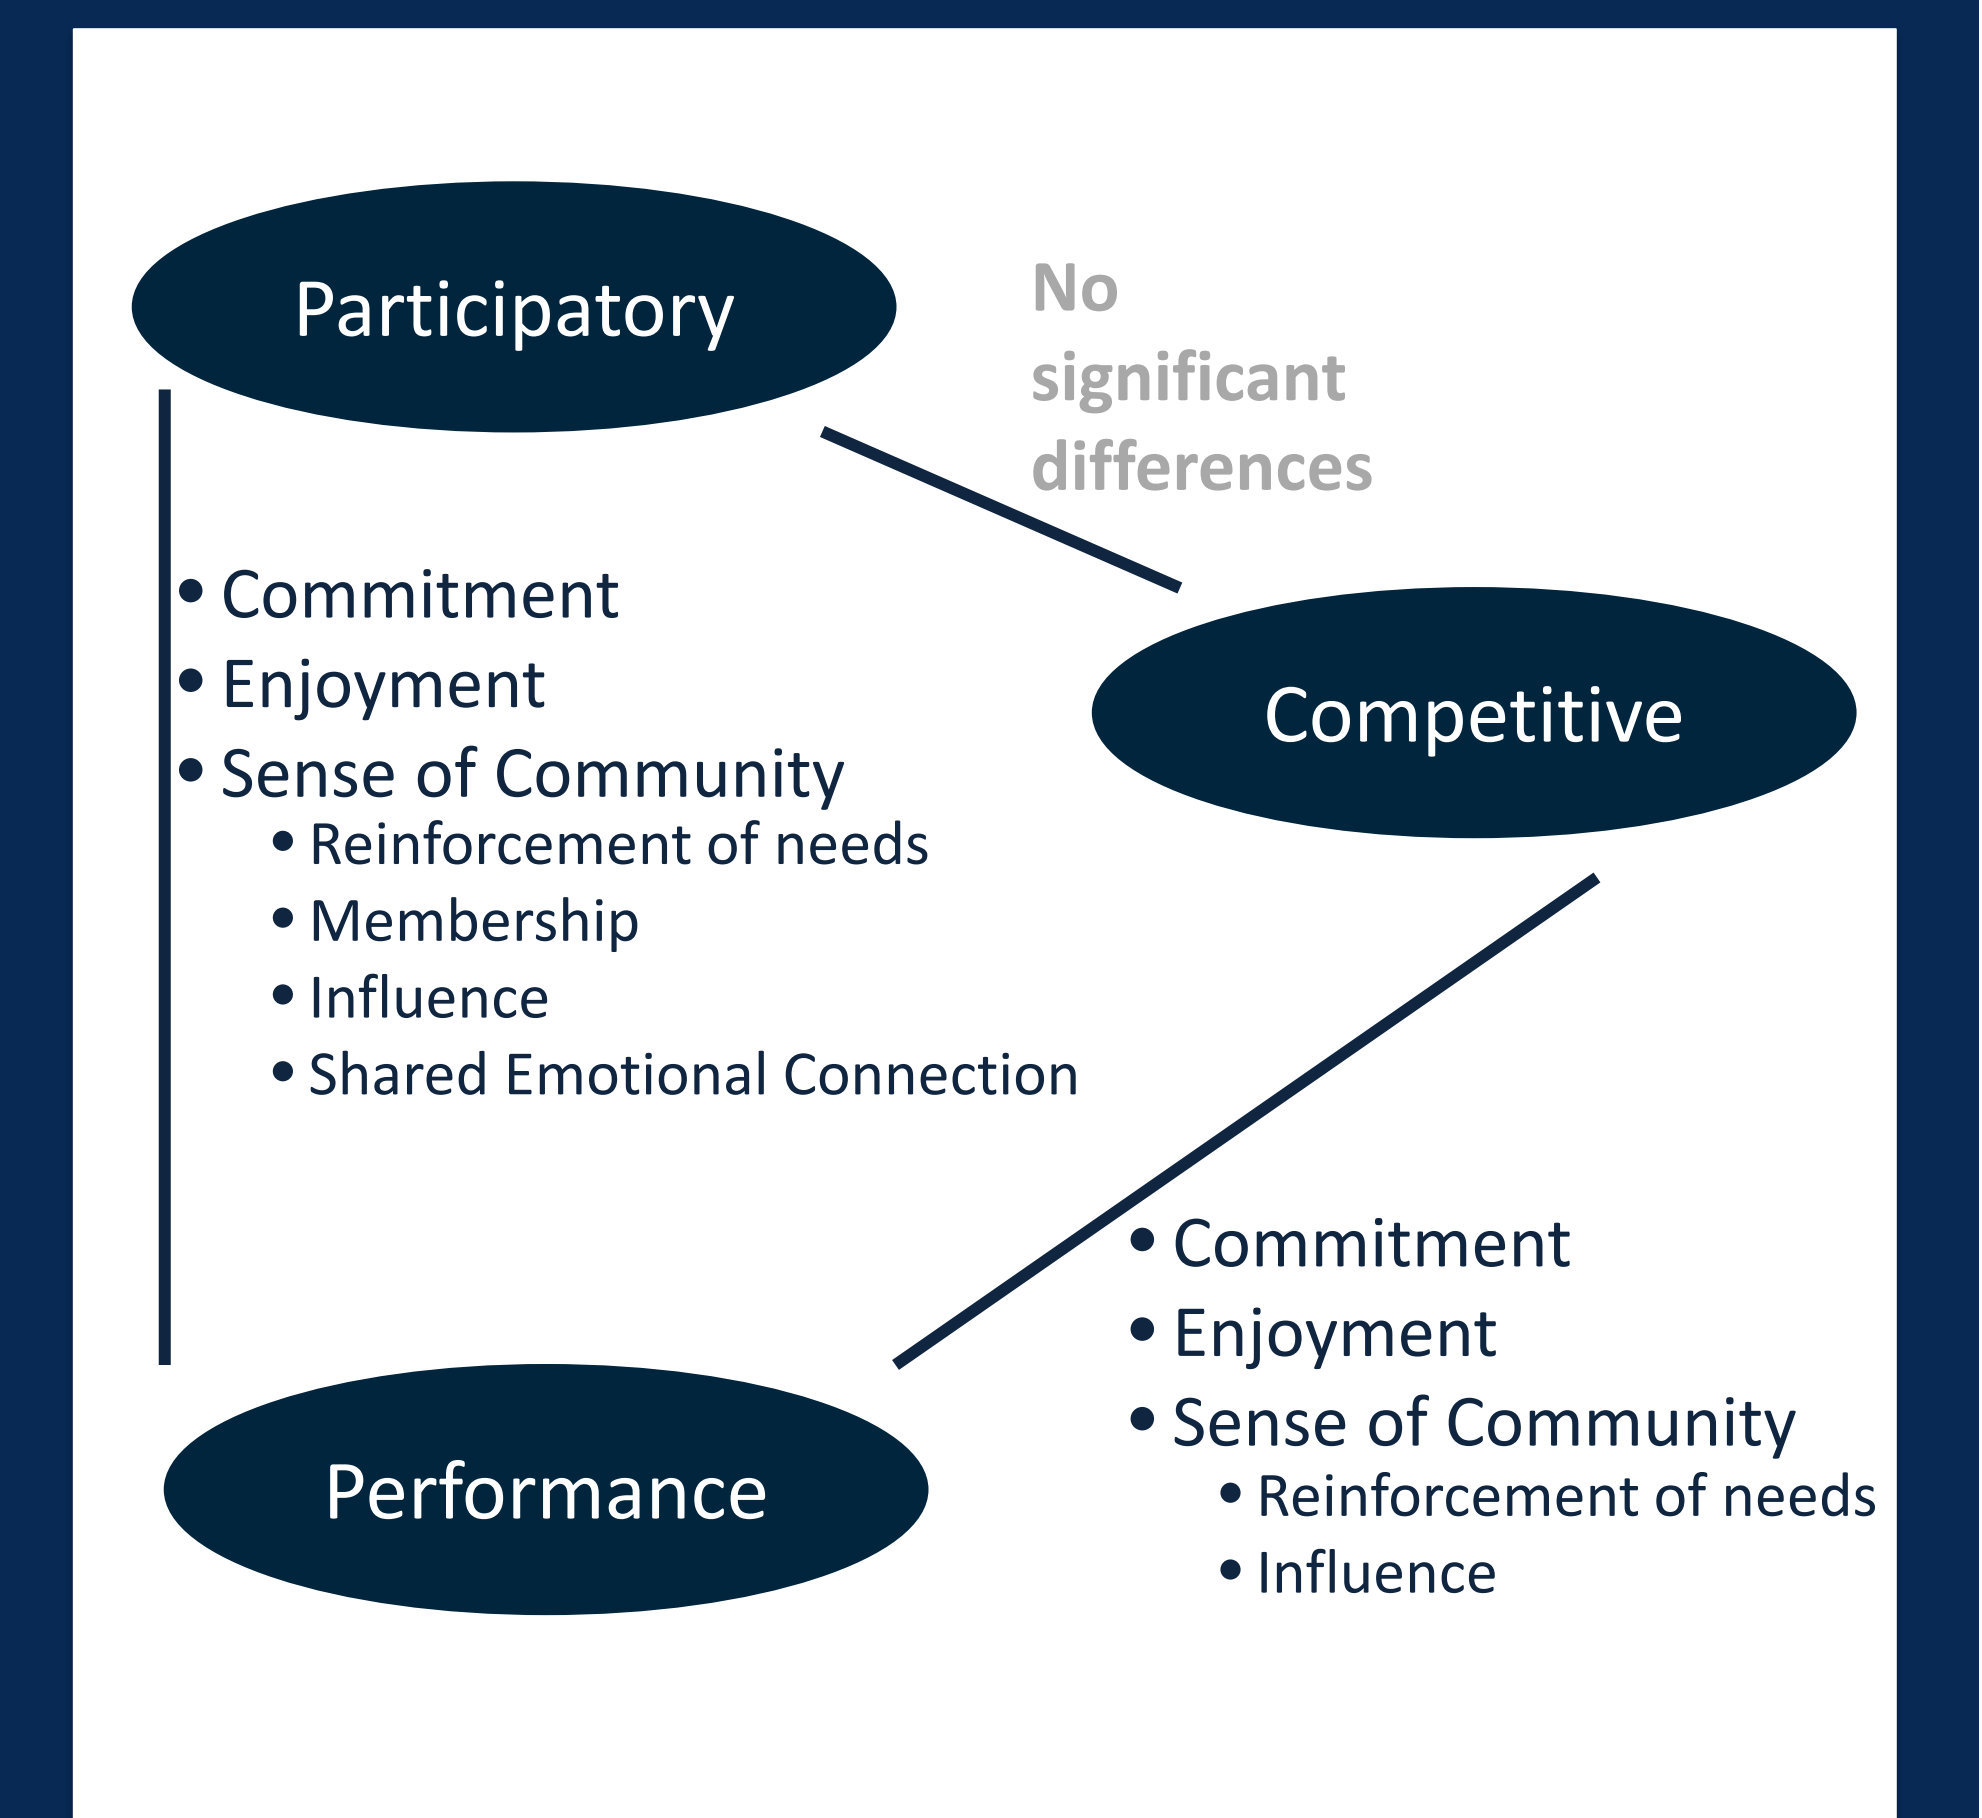 Participatory
No
significant
differences
• Commitment
• Enjoyment
• Sense of Community
• Reinforcement of needs
• Membership
• Influence
• Shared Emotional Connection
Competitive
Performance
• Commitment
• Enjoyment
• Sense of Community
• Reinforcement of needs
• Influence